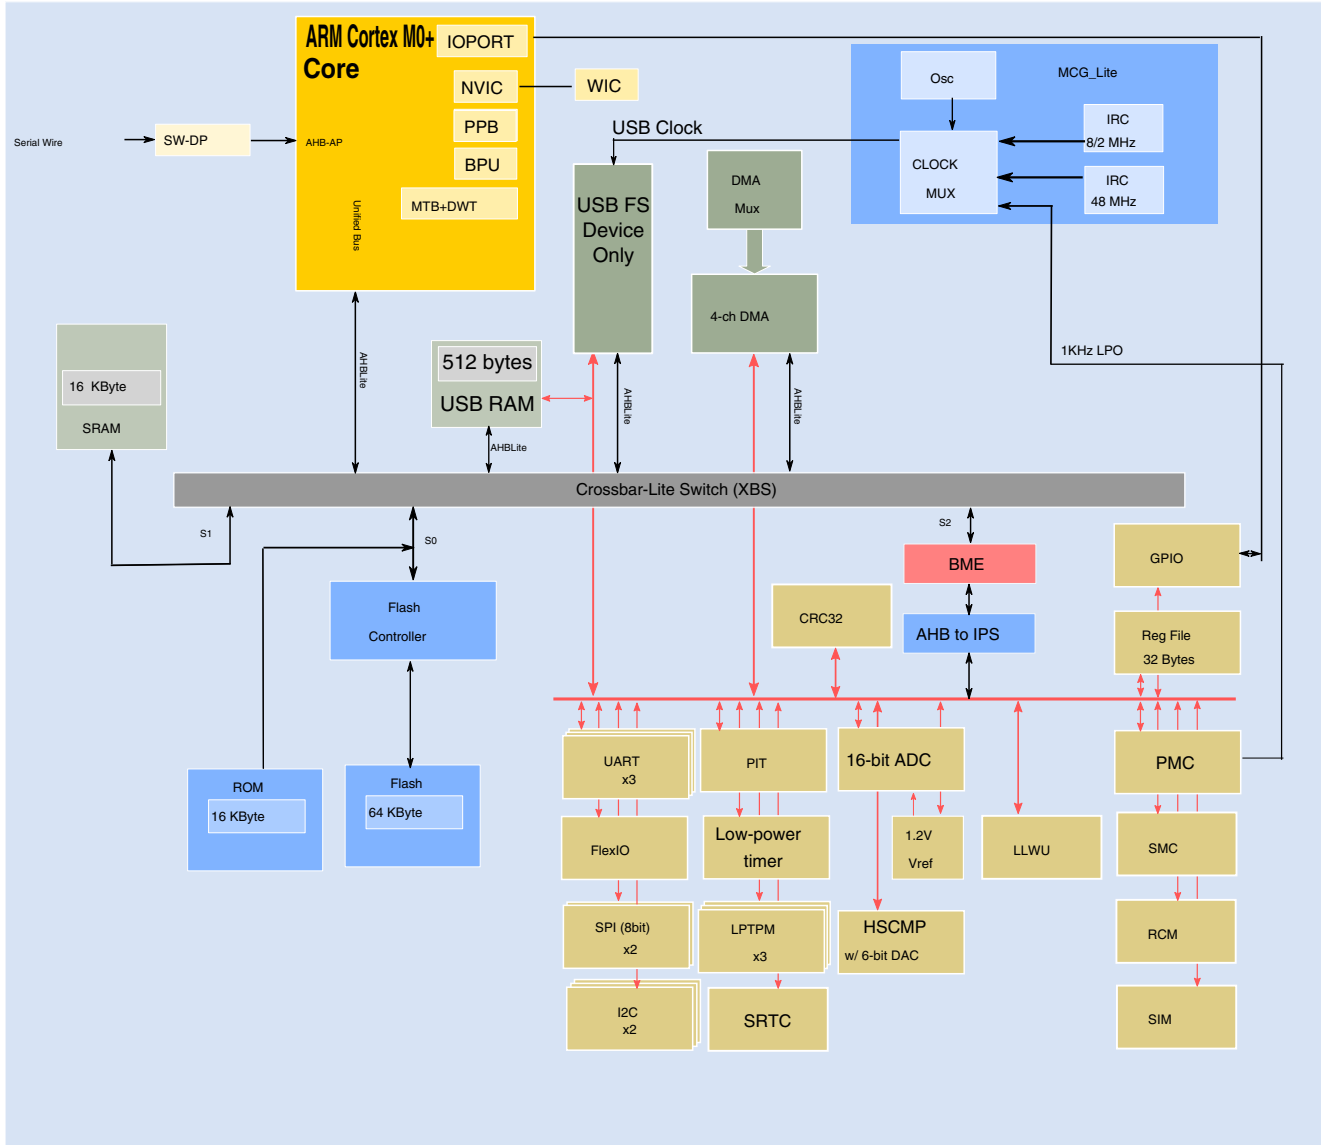 ARM Cortex M0+
Core
IOPORT
NVIC
WIC
PPB
BPU
MTB+DWT
Serial Wire
SW-DP
AHB-AP
Unified Bus
USB Clock
MCG_Lite
Osc
CLOCK
MUX
IRC
8/2 MHz
IRC
48 MHz
USB FS
Device
Only
DMA
Mux
4-ch DMA
1KHz LPO
16 KByte
SRAM
AHBLite
512 bytes
USB RAM
AHBLite
AHBLite
AHBLite
Crossbar-Lite Switch (XBS)
S1
S0
S2
Flash
Controller
BME
AHB to IPS
CRC32
GPIO
Reg File
32 Bytes
ROM
16 KByte
Flash
64 KByte
UART
x3
PIT
16-bit ADC
PMC
FlexIO
Low-power
timer
1.2V
Vref
LLWU
SMC
SPI (8bit)
x2
LPTPM
x3
HSCMP
w/ 6-bit DAC
RCM
I2C
x2
SRTC
SIM